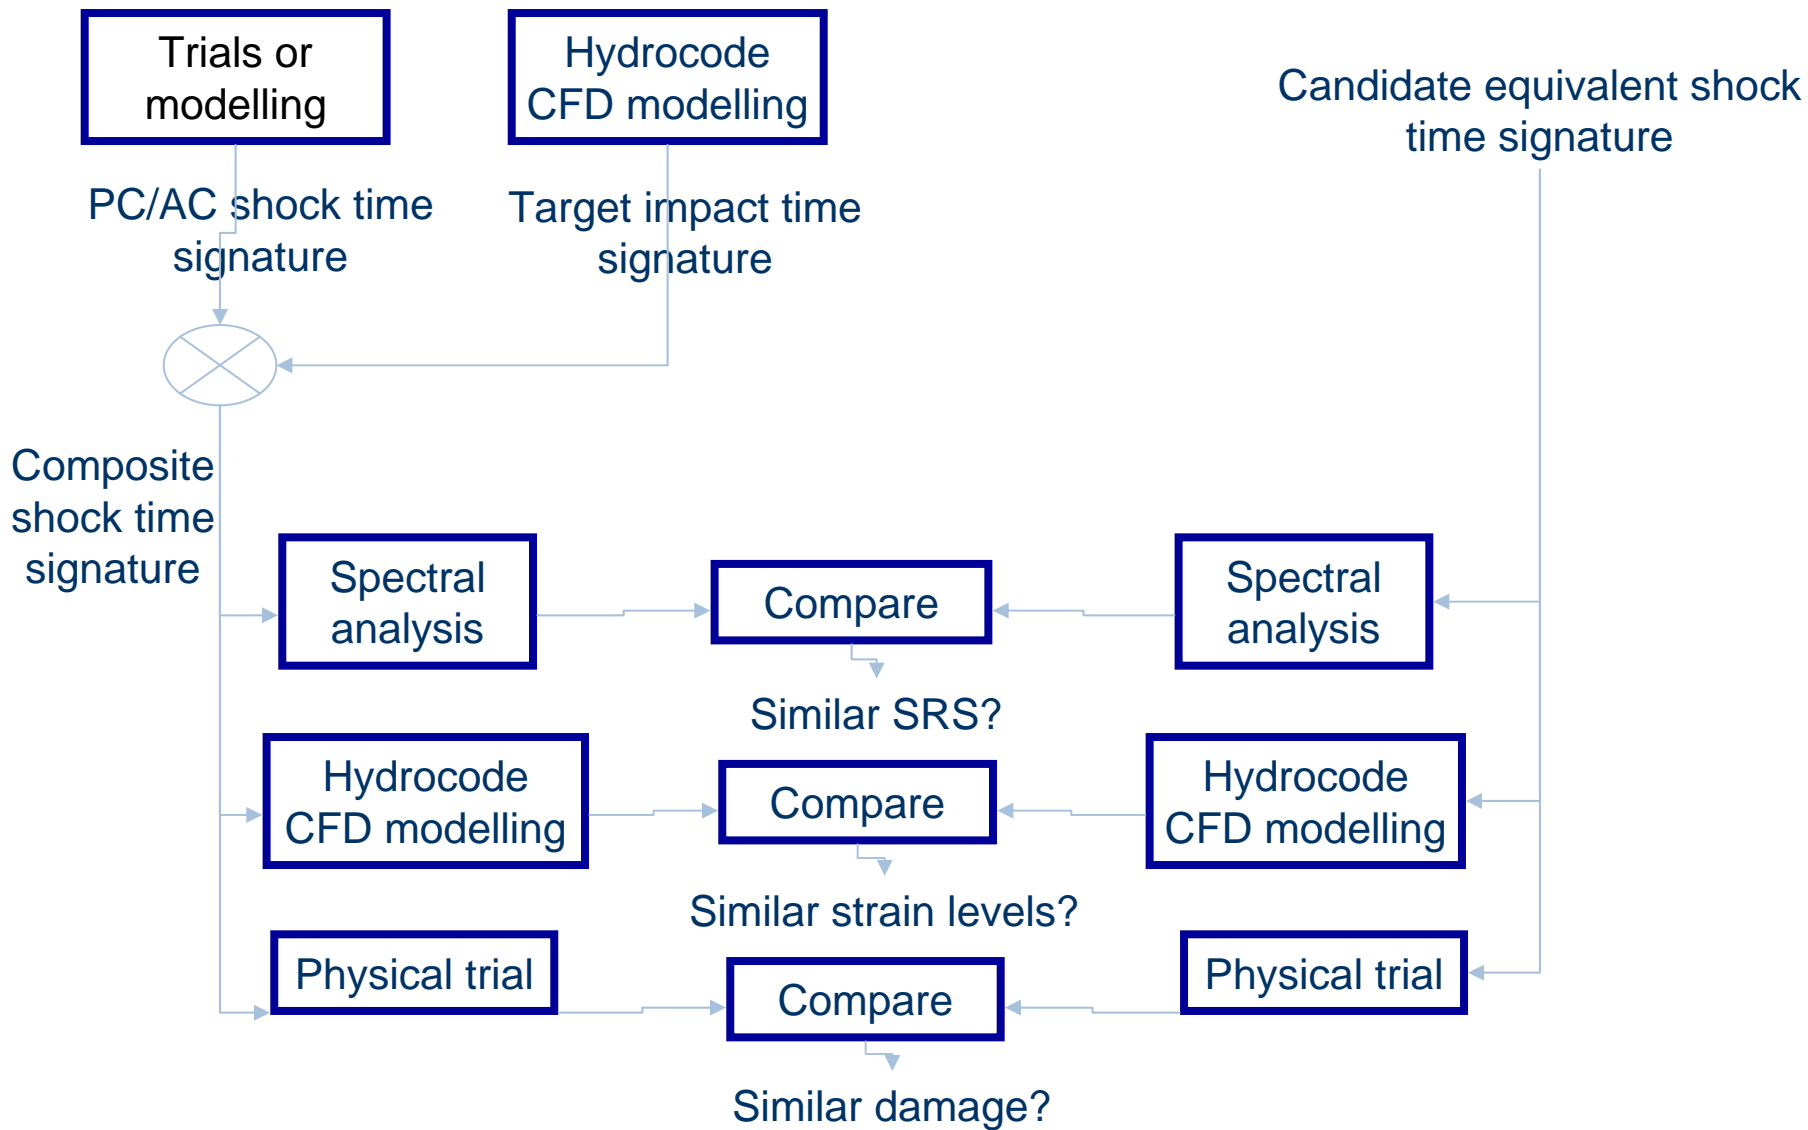 Trials or
modelling
Hydrocode
CFD modelling
Candidate equivalent shock
time signature
PC/AC shock time
signature
Target impact time
signature
Composite
shock time
signature
Spectral
analysis
Compare
Spectral
analysis
Similar SRS?
Hydrocode
CFD modelling
Compare
Hydrocode
CFD modelling
Similar strain levels?
Physical trial
Compare
Physical trial
Similar damage?